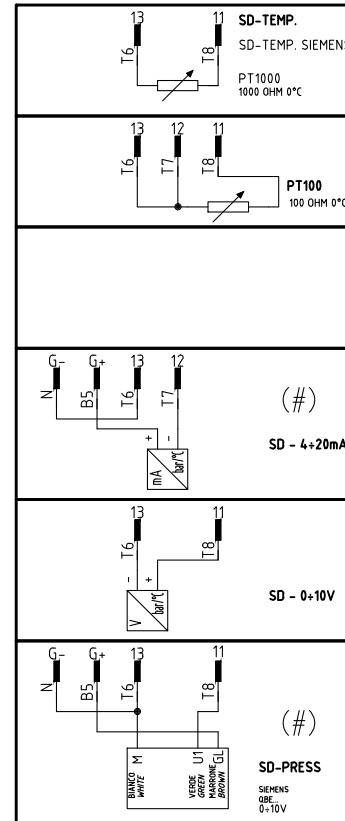 13 11 SD-TEMP.
SD-TEMP. SIEMENS
T6 T8
PT1000
1000 OHM 0°C
13 12 11
T6 T7 T8
PT100
100 OHM 0°C
G- G+ 13 12
N B5 T6 T7
(#)
+ -
mA bar/°C
SD - 4÷20mA
13 11
T6 T8
- +
V bar/°C
SD - 0÷10V
G- G+ 13 11
N B5 T6 T8
(#)
M U1 GL
BIANCO VERDE MARRONE
WHITE GREEN BROWN
SD-PRESS
SIEMENS
QBE...
0÷10V